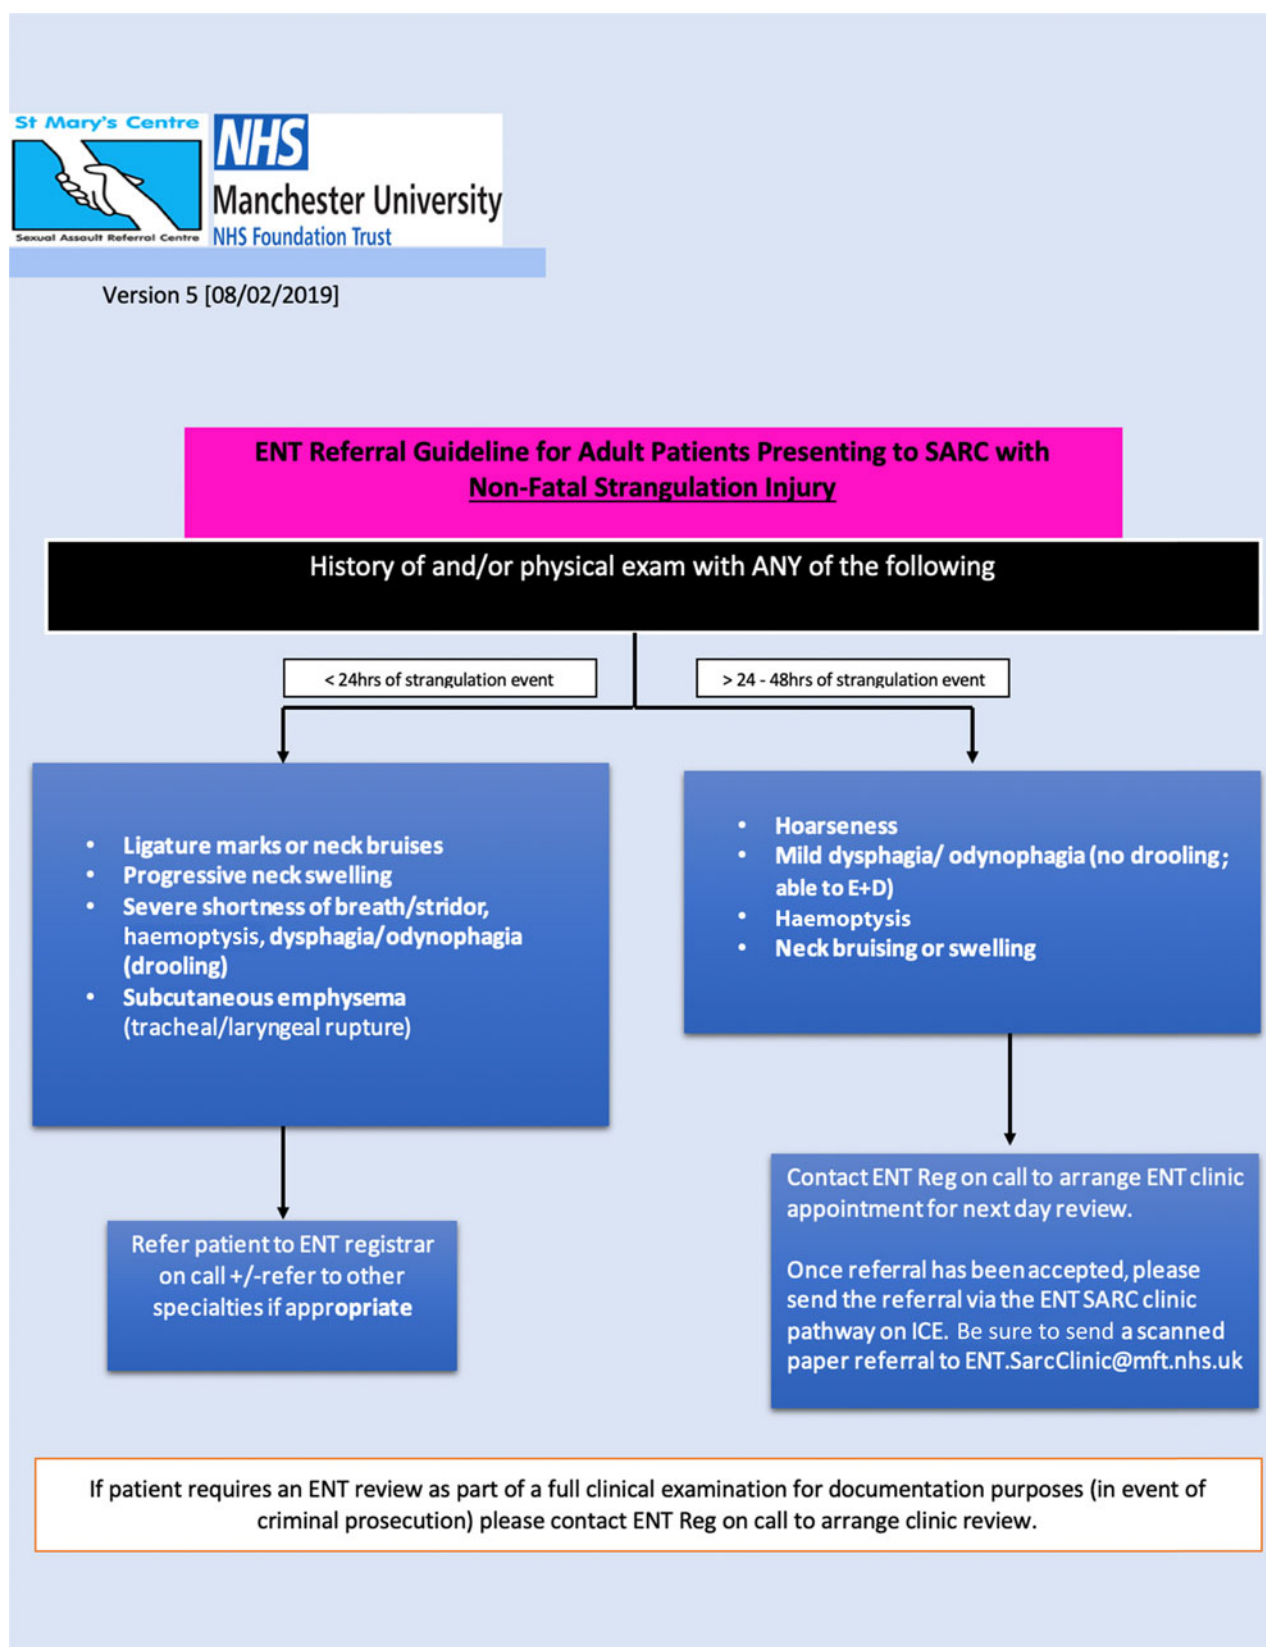 St Mary's Centre
Sexual Assault Referral Centre
NHS
Manchester University
NHS Foundation Trust
Version 5 [08/02/2019]
ENT Referral Guideline for Adult Patients Presenting to SARC with
Non-Fatal Strangulation Injury
History of and/or physical exam with ANY of the following
< 24hrs of strangulation event
> 24 - 48hrs of strangulation event
• Ligature marks or neck bruises
• Progressive neck swelling
• Severe shortness of breath/stridor,
haemoptysis, dysphagia/odynophagia
(drooling)
• Subcutaneous emphysema
(tracheal/laryngeal rupture)
• Hoarseness
• Mild dysphagia/ odynophagia (no drooling;
able to E+D)
• Haemoptysis
• Neck bruising or swelling
Refer patient to ENT registrar
on call +/-refer to other
specialties if appropriate
Contact ENT Reg on call to arrange ENT clinic
appointment for next day review.
Once referral has been accepted, please
send the referral via the ENT SARC clinic
pathway on ICE. Be sure to send a scanned
paper referral to ENT.SarcClinic@mft.nhs.uk
If patient requires an ENT review as part of a full clinical examination for documentation purposes (in event of
criminal prosecution) please contact ENT Reg on call to arrange clinic review.